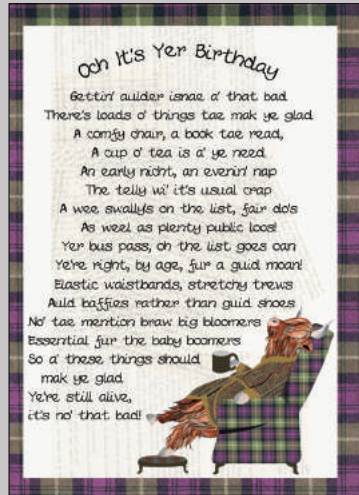 Och It's Yer Birthday
Gettin' aulder isnae a' that bad
There's loads o' things tae mak ye glad
A comfy chair, a book tae read,
A cup o' tea is a' ye need
An early nicht, an evenin' nap
The telly wi' it's usual crap
A wee swally's on the list, fair do's
As weel as plenty public loos!
Yer bus pass, oh the list goes oan
Ye're right, by age, fur a guid moan!
Elastic waistbands, stretchy trews
Auld baffies rather than guid shoes
No' tae mention braw big bloomers
Essential fur the baby boomers
So a' these things should
mak ye glad
Ye're still alive,
it's no' that bad!